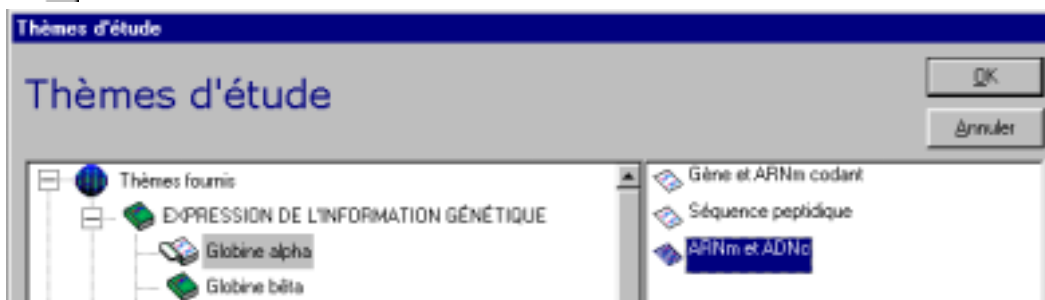 Thèmes d'étude
Thèmes d'étude
OK
Annuler
Thèmes fournis
EXPRESSION DE L'INFORMATION GÉNÉTIQUE
Globine alpha
Globine bêta
Gène et ARNm codant
Séquence peptidique
ARNm et ADNc